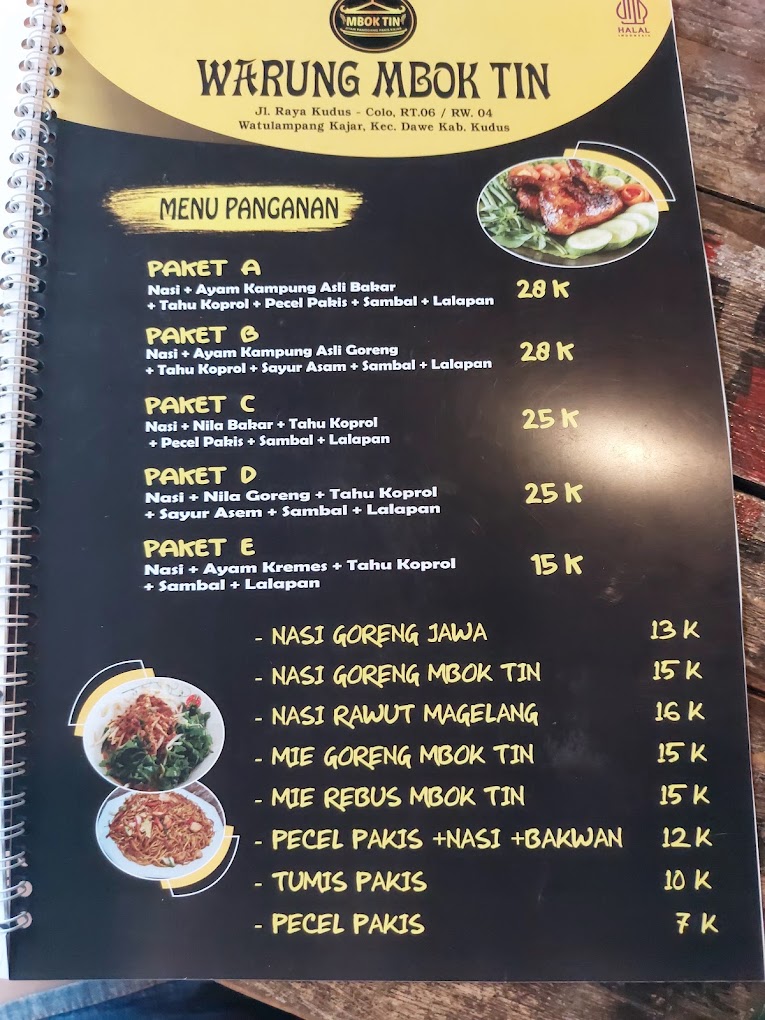 MBOK TIN
HALAL
INDONESIA
WARUNG MBOK TIN
Jl. Raya Kudus - Colo, RT.06 / RW. 04
Watulampang Kajar, Kec. Dawe Kab. Kudus
MENU PANGANAN
PAKET A
Nasi + Ayam Kampung Asli Bakar
+ Tahu Koprol + Pecel Pakis + Sambal + Lalapan
28 K
PAKET B
Nasi + Ayam Kampung Asli Goreng
+ Tahu Koprol + Sayur Asam + Sambal + Lalapan
28 K
PAKET C
Nasi + Nila Bakar + Tahu Koprol
+ Pecel Pakis + Sambal + Lalapan
25 K
PAKET D
Nasi + Nila Goreng + Tahu Koprol
+ Sayur Asem + Sambal + Lalapan
25 K
PAKET E
Nasi + Ayam Kremes + Tahu Koprol
+ Sambal + Lalapan
15 K
- NASI GORENG JAWA 13 K
- NASI GORENG MBOK TIN 15 K
- NASI RAWUT MAGELANG 16 K
- MIE GORENG MBOK TIN 15 K
- MIE REBUS MBOK TIN 15 K
- PECEL PAKIS +NASI +BAKWAN 12 K
- TUMIS PAKIS 10 K
- PECEL PAKIS 7 K